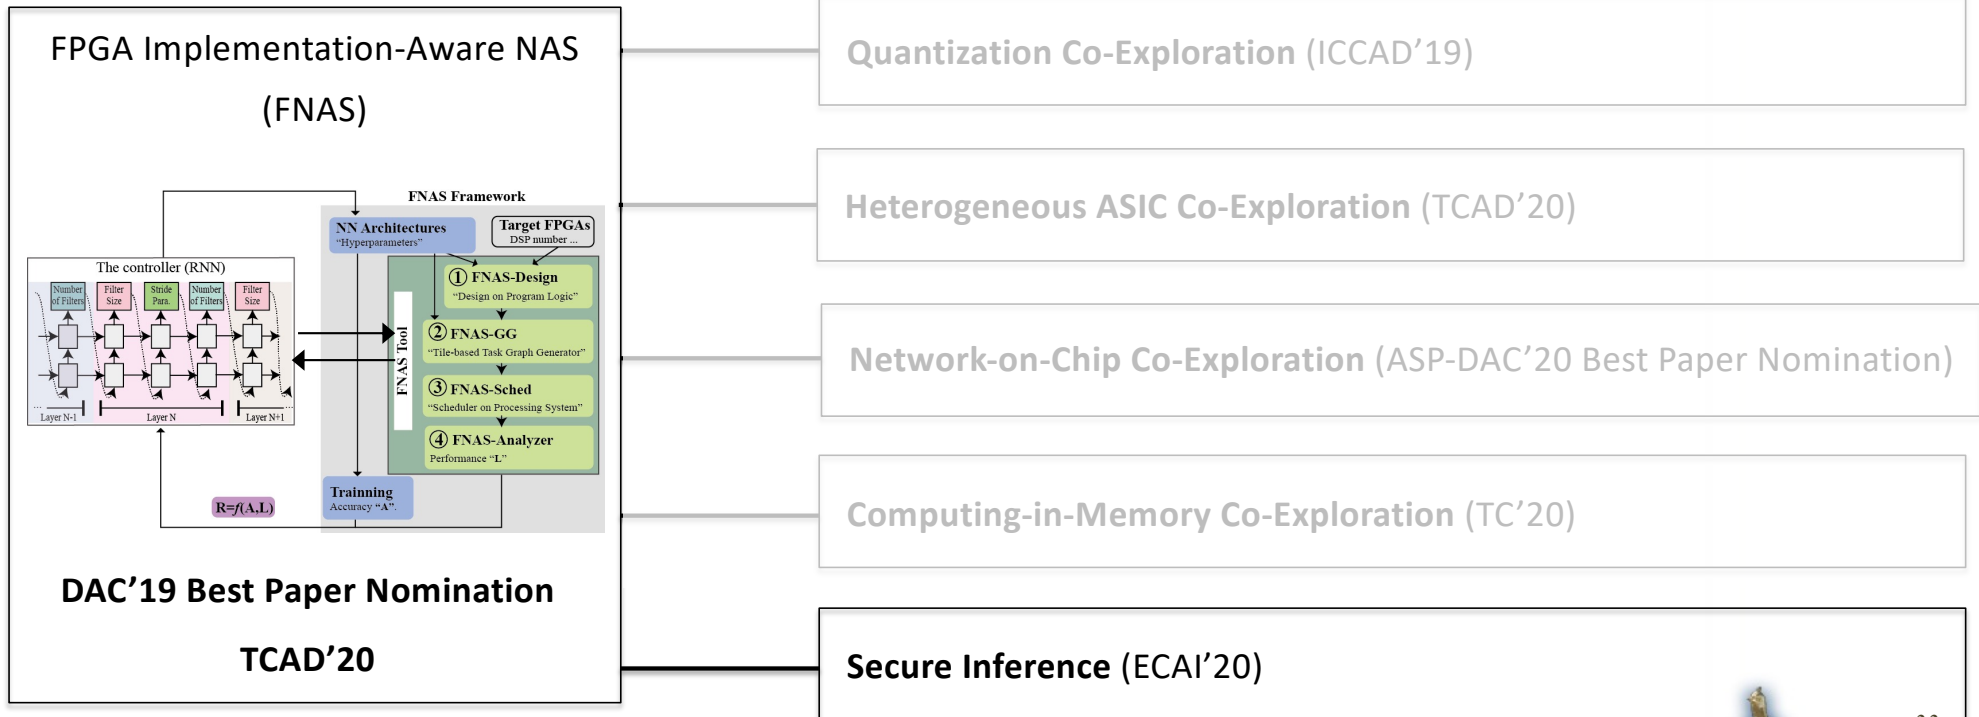 FPGA Implementation-Aware NAS
(FNAS)
FNAS Framework
NN Architectures
“Hyperparameters”
Target FPGAs
DSP number ...
The controller (RNN)
Number of Filters
Filter Size
Stride Para.
Number of Filters
Filter Size
... Layer N-1
Layer N
Layer N+1 ...
FNAS Tool
① FNAS-Design
“Design on Program Logic”
② FNAS-GG
“Tile-based Task Graph Generator”
③ FNAS-Sched
“Scheduler on Processing System”
④ FNAS-Analyzer
Performance “L”
Trainning
Accuracy “A”.
R=f(A,L)
DAC’19 Best Paper Nomination
TCAD’20
Quantization Co-Exploration (ICCAD’19)
Heterogeneous ASIC Co-Exploration (TCAD’20)
Network-on-Chip Co-Exploration (ASP-DAC’20 Best Paper Nomination)
Computing-in-Memory Co-Exploration (TC’20)
Secure Inference (ECAI’20)